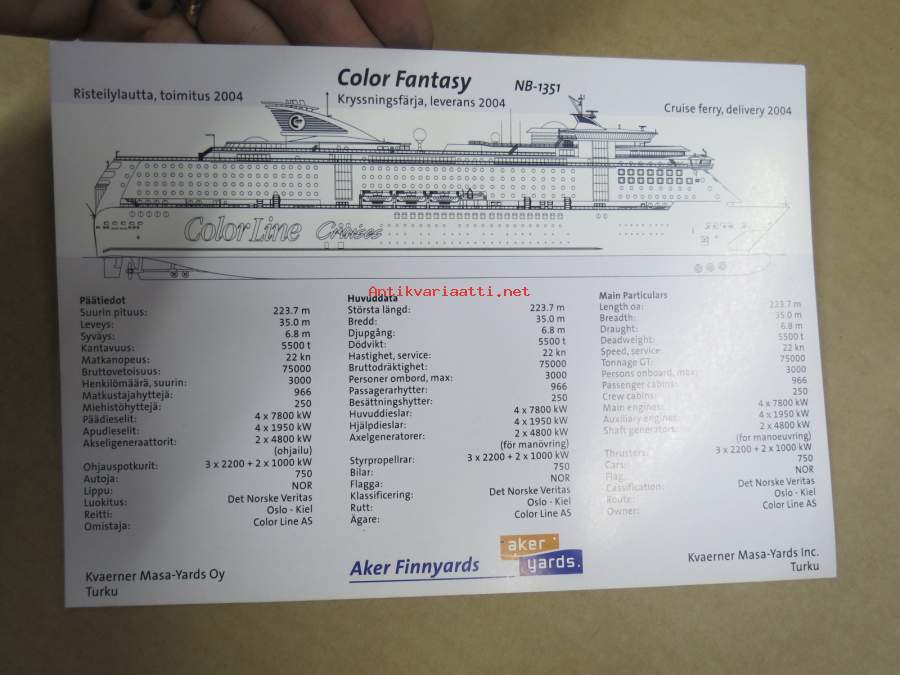 Color Fantasy NB-1351
Risteilylautta, toimitus 2004
Kryssningsfärja, leverans 2004
Cruise ferry, delivery 2004
Color Line Cruises
Antikvariaatti.net
Päätiedot
Suurin pituus: 223.7 m
Leveys: 35.0 m
Syväys: 6.8 m
Kantavuus: 5500 t
Matkanopeus: 22 kn
Bruttovetoisuus: 75000
Henkilömäärä, suurin: 3000
Matkustajahyttejä: 966
Miehistöhyttejä: 250
Päädieselit: 4 x 7800 kW
Apudieselit: 4 x 1950 kW
Akseligeneraattorit: 2 x 4800 kW
(ohjailu)
Ohjauspotkurit: 3 x 2200 + 2 x 1000 kW
Autoja: 750
Lippu: NOR
Luokitus: Det Norske Veritas
Reitti: Oslo - Kiel
Omistaja: Color Line AS
Huvuddata
Största längd: 223.7 m
Bredd: 35.0 m
Djupgång: 6.8 m
Dödvikt: 5500 t
Hastighet, service: 22 kn
Bruttodräktighet: 75000
Personer ombord, max: 3000
Passagerarhytter: 966
Besättningshytter: 250
Huvuddieslar: 4 x 7800 kW
Hjälpdieslar: 4 x 1950 kW
Axelgeneratorer: 2 x 4800 kW
(för manövring)
Styrpropellrar: 3 x 2200 + 2 x 1000 kW
Bilar: 750
Flagga: NOR
Klassificering: Det Norske Veritas
Rutt: Oslo - Kiel
Ägare: Color Line AS
Main Particulars
Length oa: 223.7 m
Breadth: 35.0 m
Draught: 6.8 m
Deadweight: 5500 t
Speed, service: 22 kn
Tonnage GT: 75000
Persons onboard, max: 3000
Passenger cabins: 966
Crew cabins: 250
Main engines: 4 x 7800 kW
Auxiliary engines: 4 x 1950 kW
Shaft generators: 2 x 4800 kW
(for manoeuvring)
Thrusters: 3 x 2200 + 2 x 1000 kW
Cars: 750
Flag: NOR
Classification: Det Norske Veritas
Route: Oslo - Kiel
Owner: Color Line AS
Kvaerner Masa-Yards Oy
Turku
Aker Finnyards
aker
yards.
Kvaerner Masa-Yards Inc.
Turku